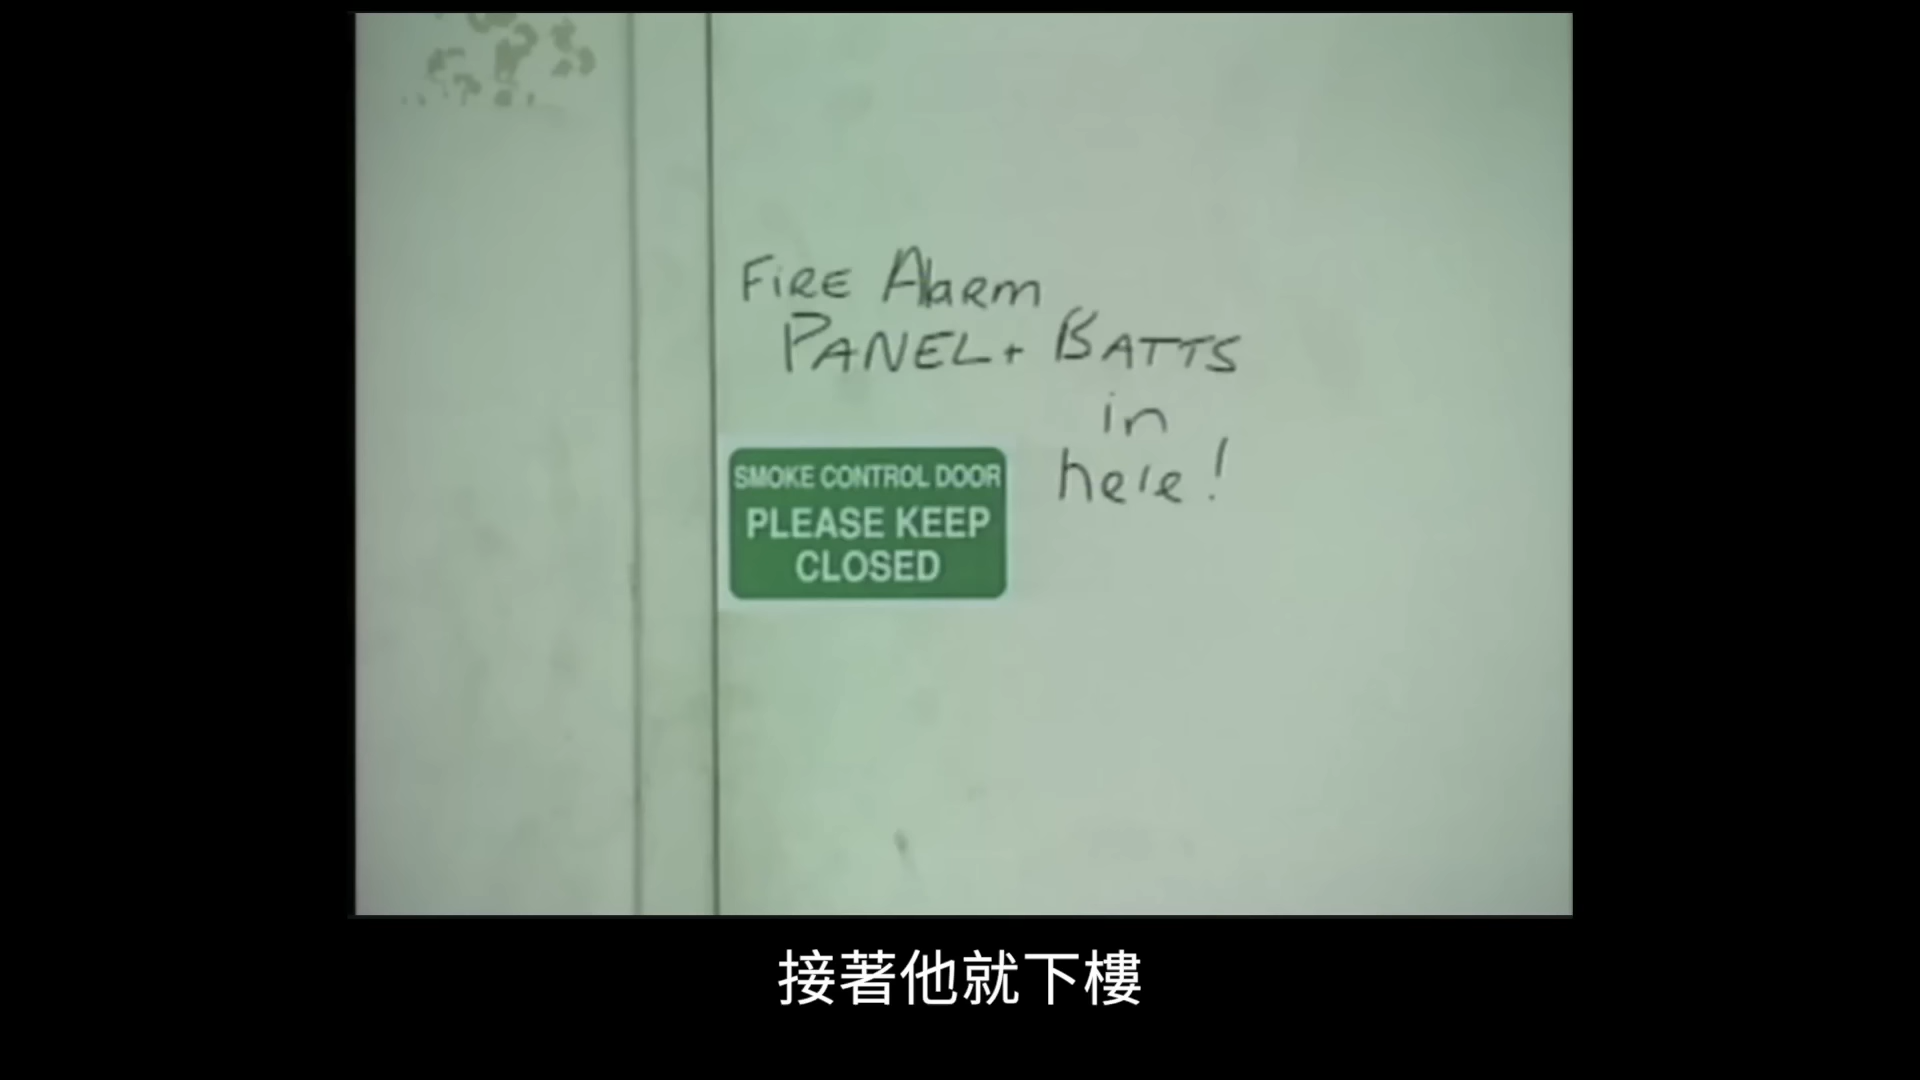 FiRE Alarm
PANEL + BATTS
in
here!
SMOKE CONTROL DOOR
PLEASE KEEP
CLOSED
接著他就下樓